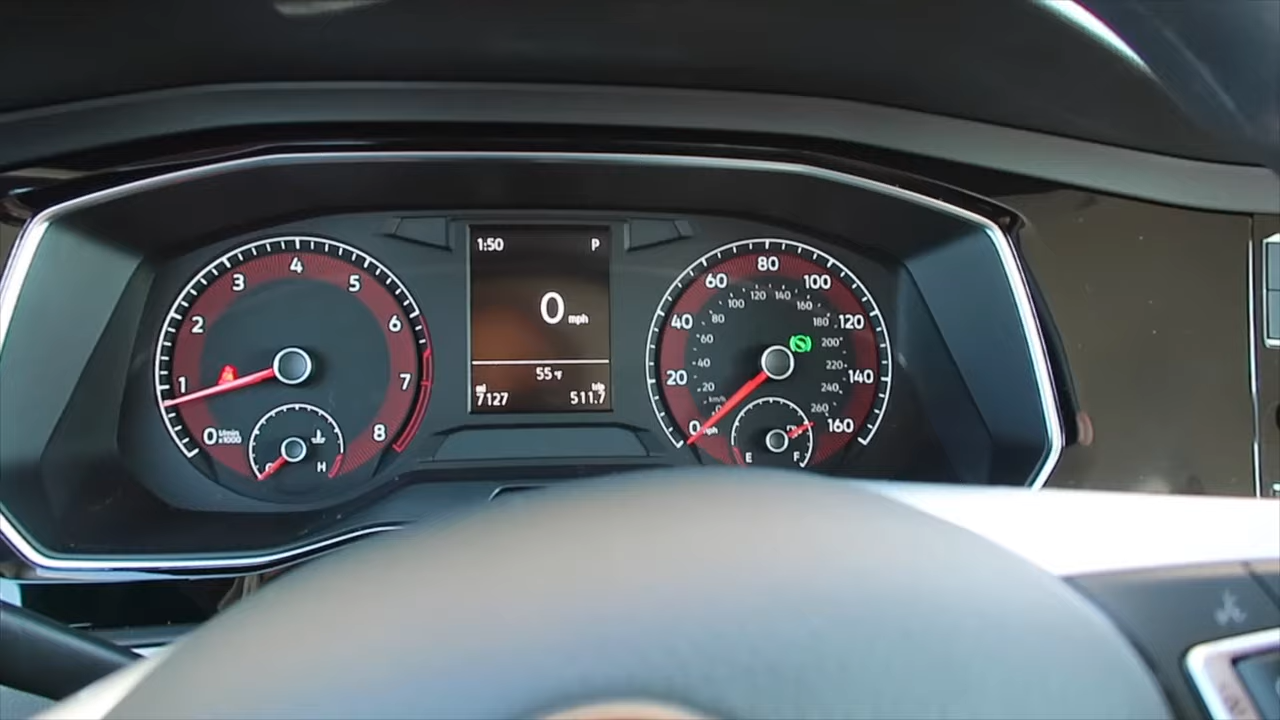 1 2 3 4 5 6 7 8
0 1/min
x1000
H
1:50 P
0 mph
55 °F
mi trip
7127 511.7
0 20 40 60 80 100 120 140 160
mph
km/h
20 40 60 80 100 120 140 160 180 200 220 240 260
E F